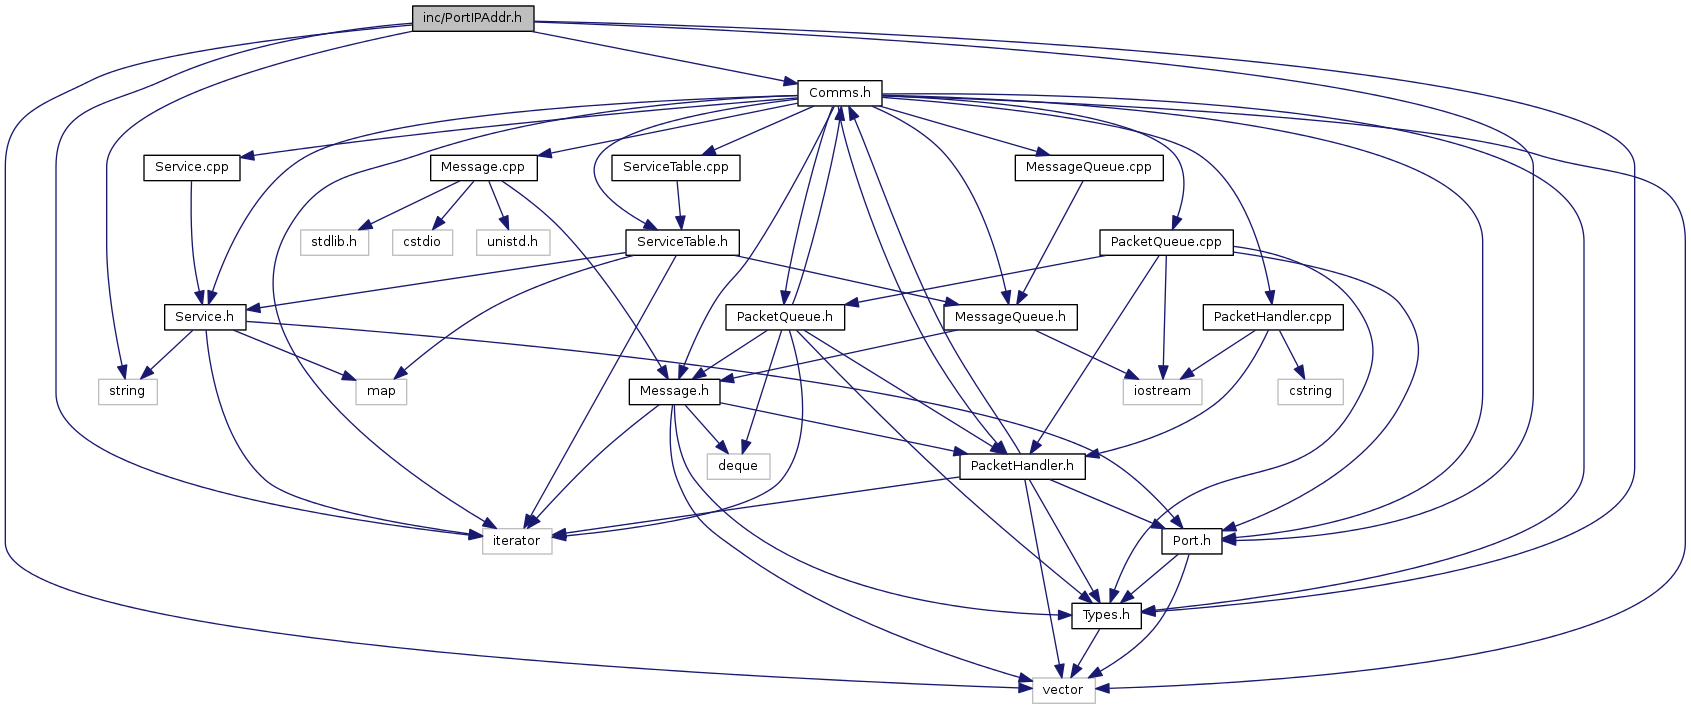 inc/PortIPAddr.h
Comms.h
Service.cpp
Message.cpp
ServiceTable.cpp
MessageQueue.cpp
stdlib.h
cstdio
unistd.h
ServiceTable.h
PacketQueue.cpp
Service.h
PacketQueue.h
MessageQueue.h
PacketHandler.cpp
string
map
Message.h
iostream
cstring
deque
PacketHandler.h
iterator
Port.h
Types.h
vector